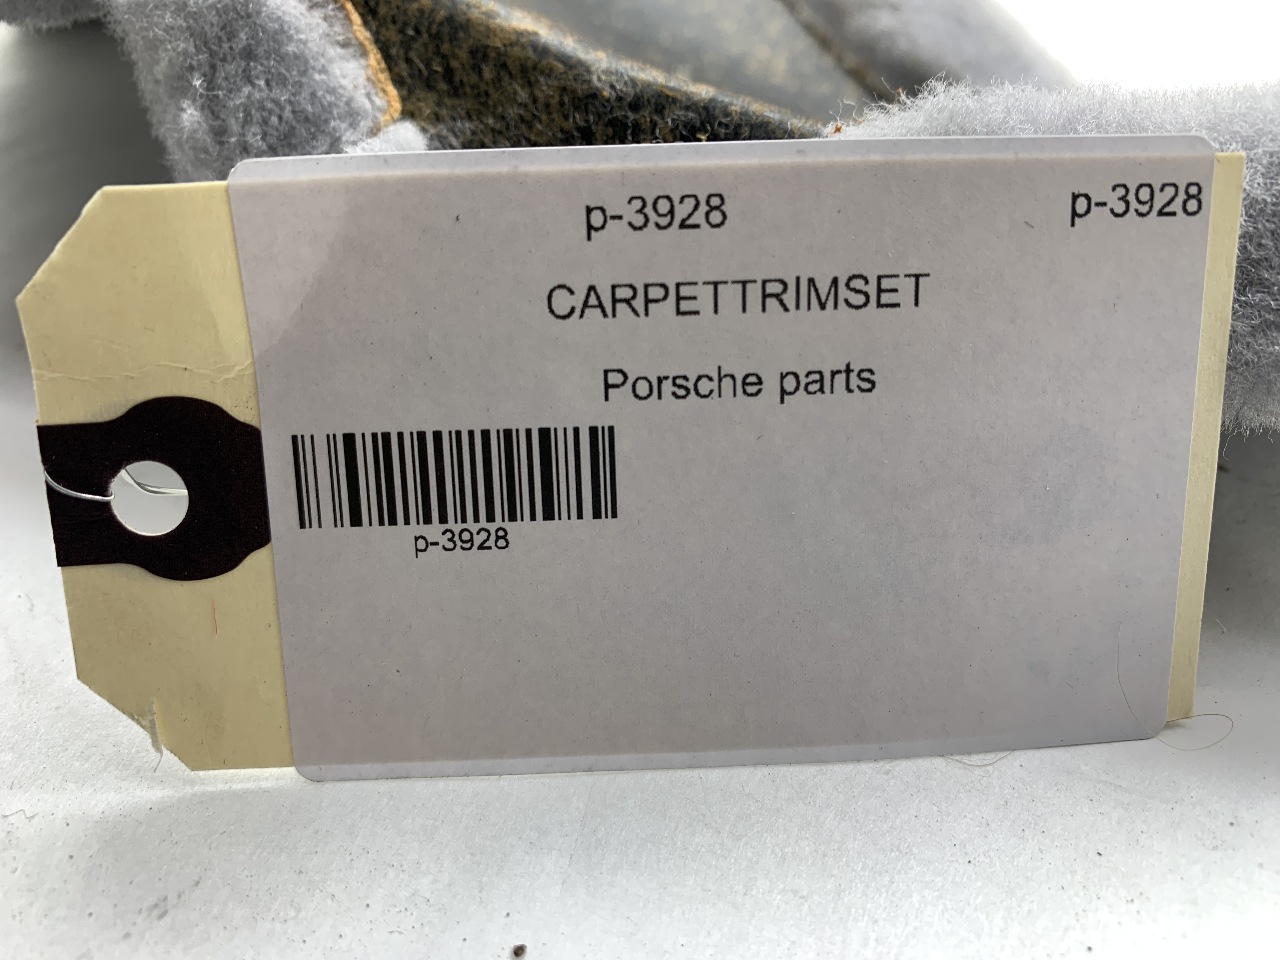 p-3928 p-3928
CARPETTRIMSET
Porsche parts
p-3928